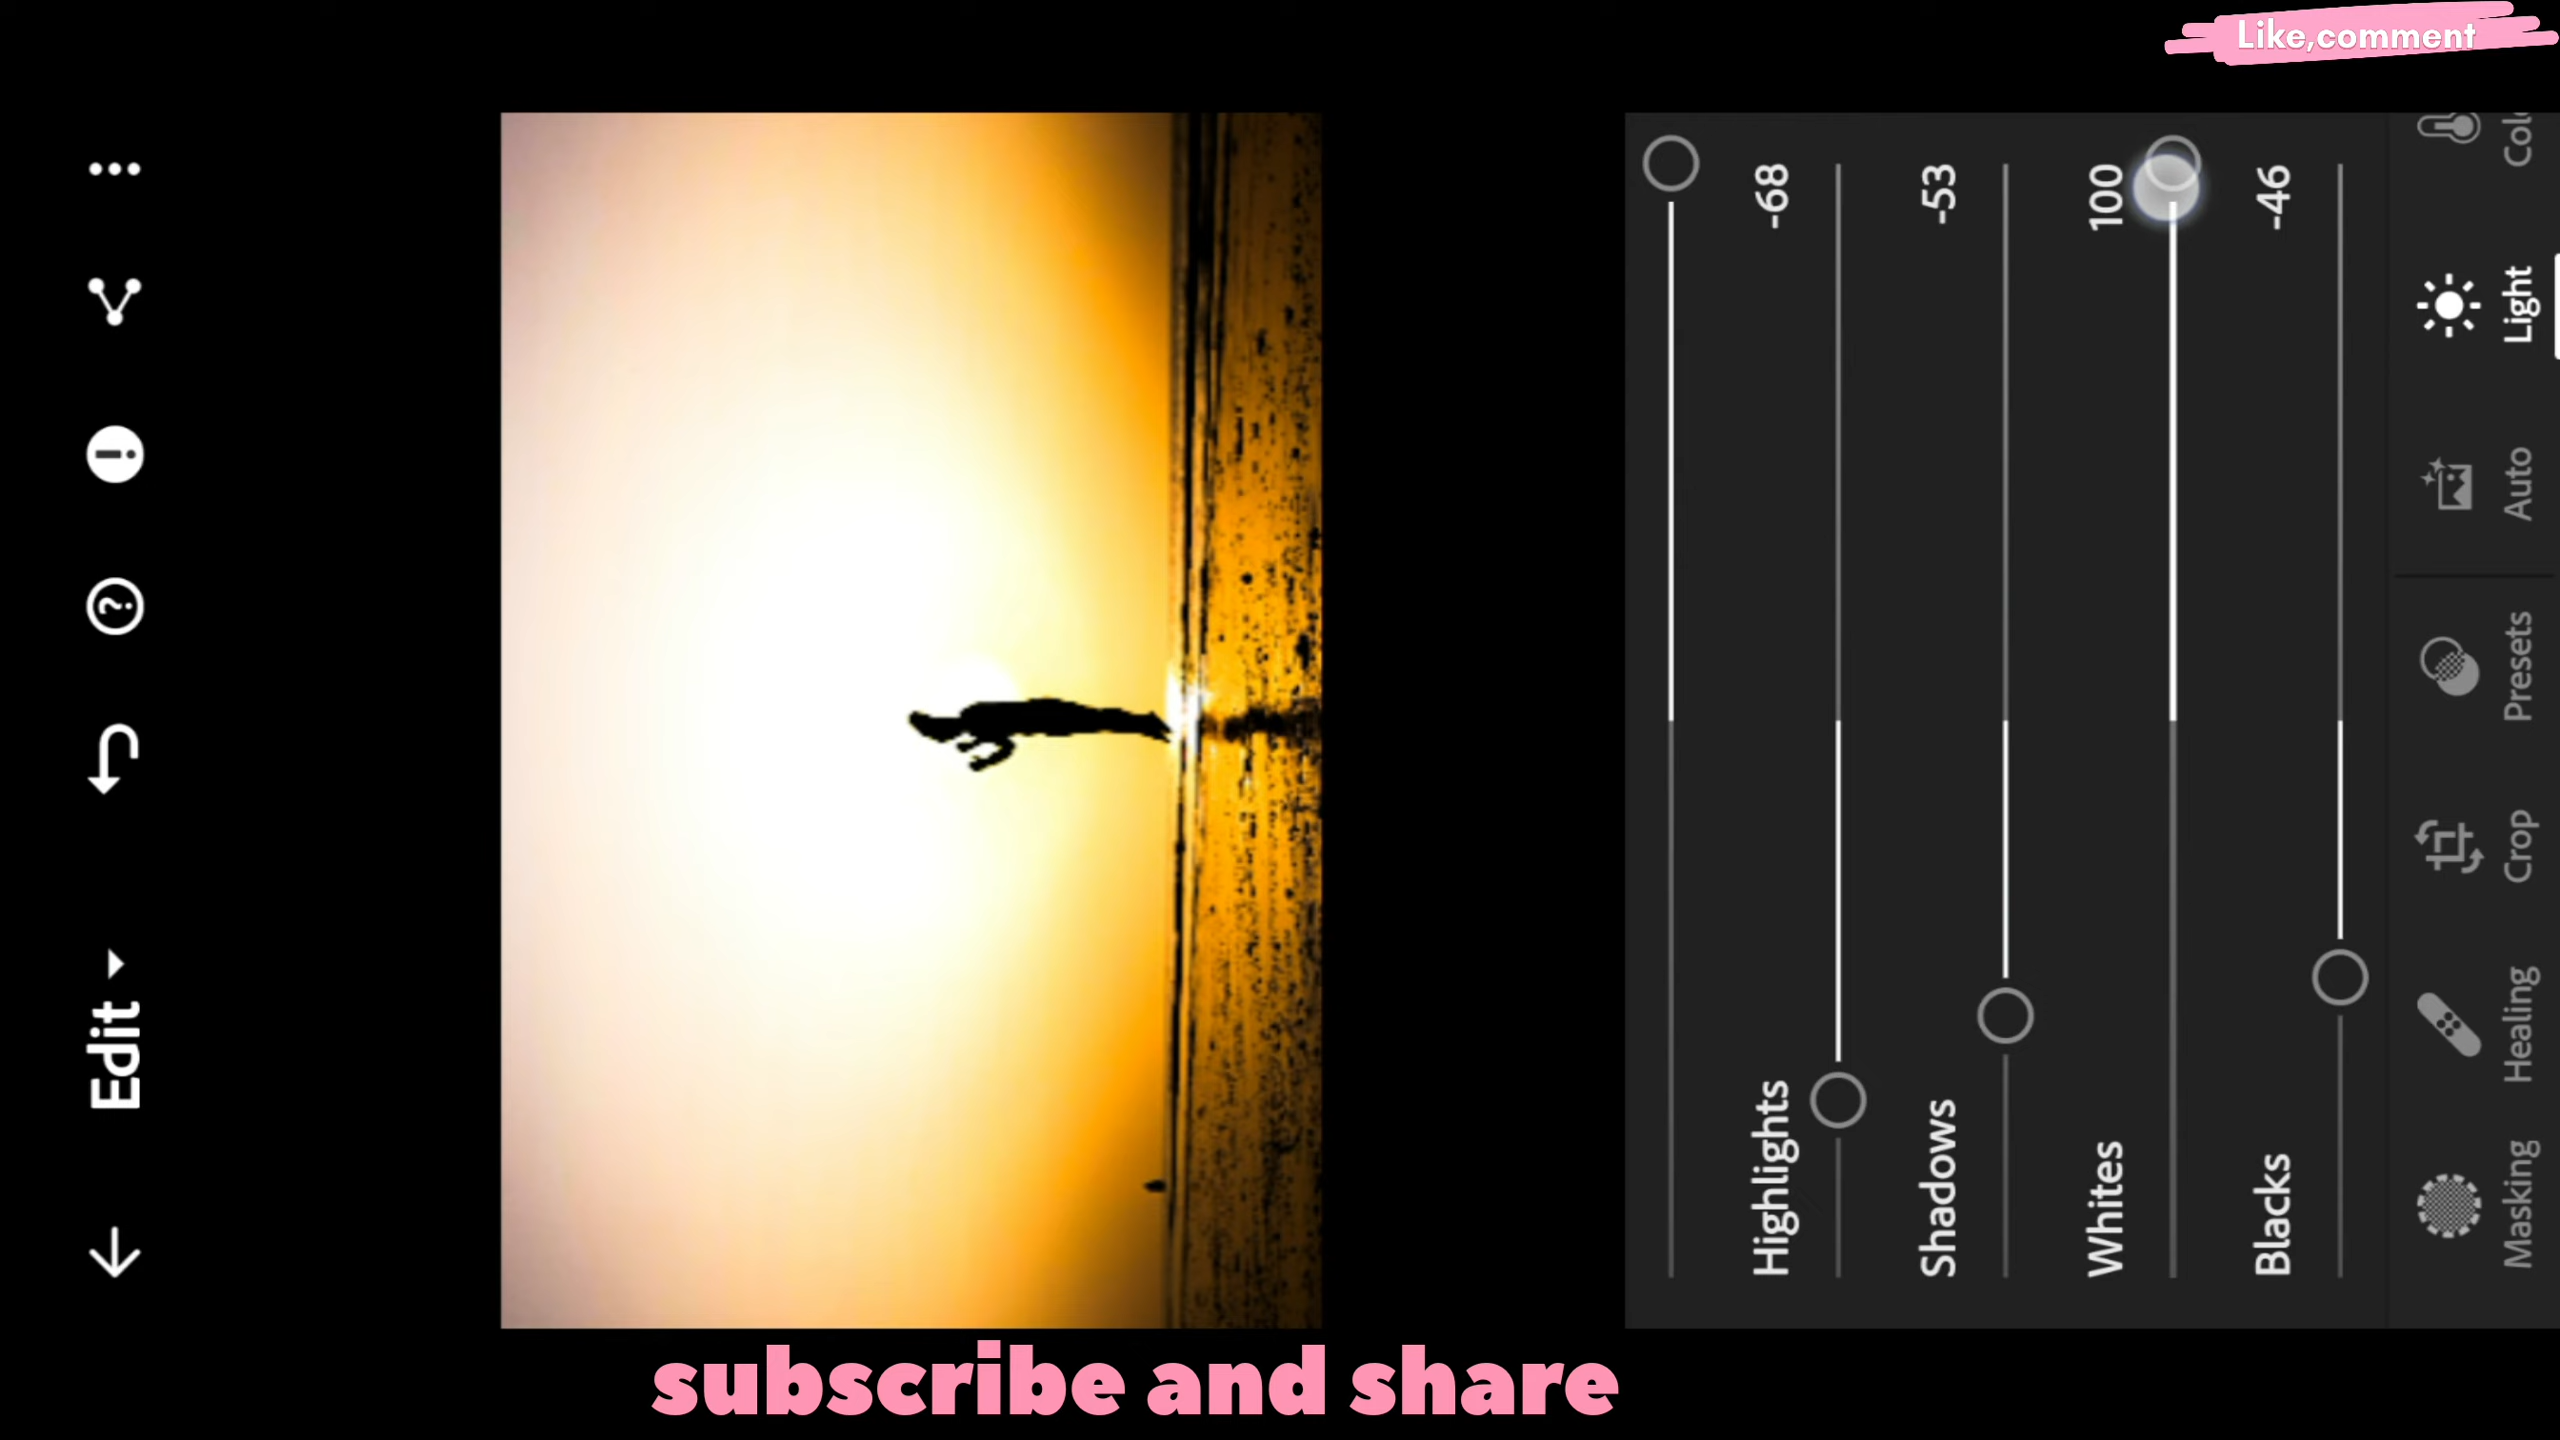 Like,comment
Edit
-68
Highlights
-53
Shadows
100
Whites
-46
Blacks
Masking
Healing
Crop
Presets
Auto
Light
Col
subscribe and share